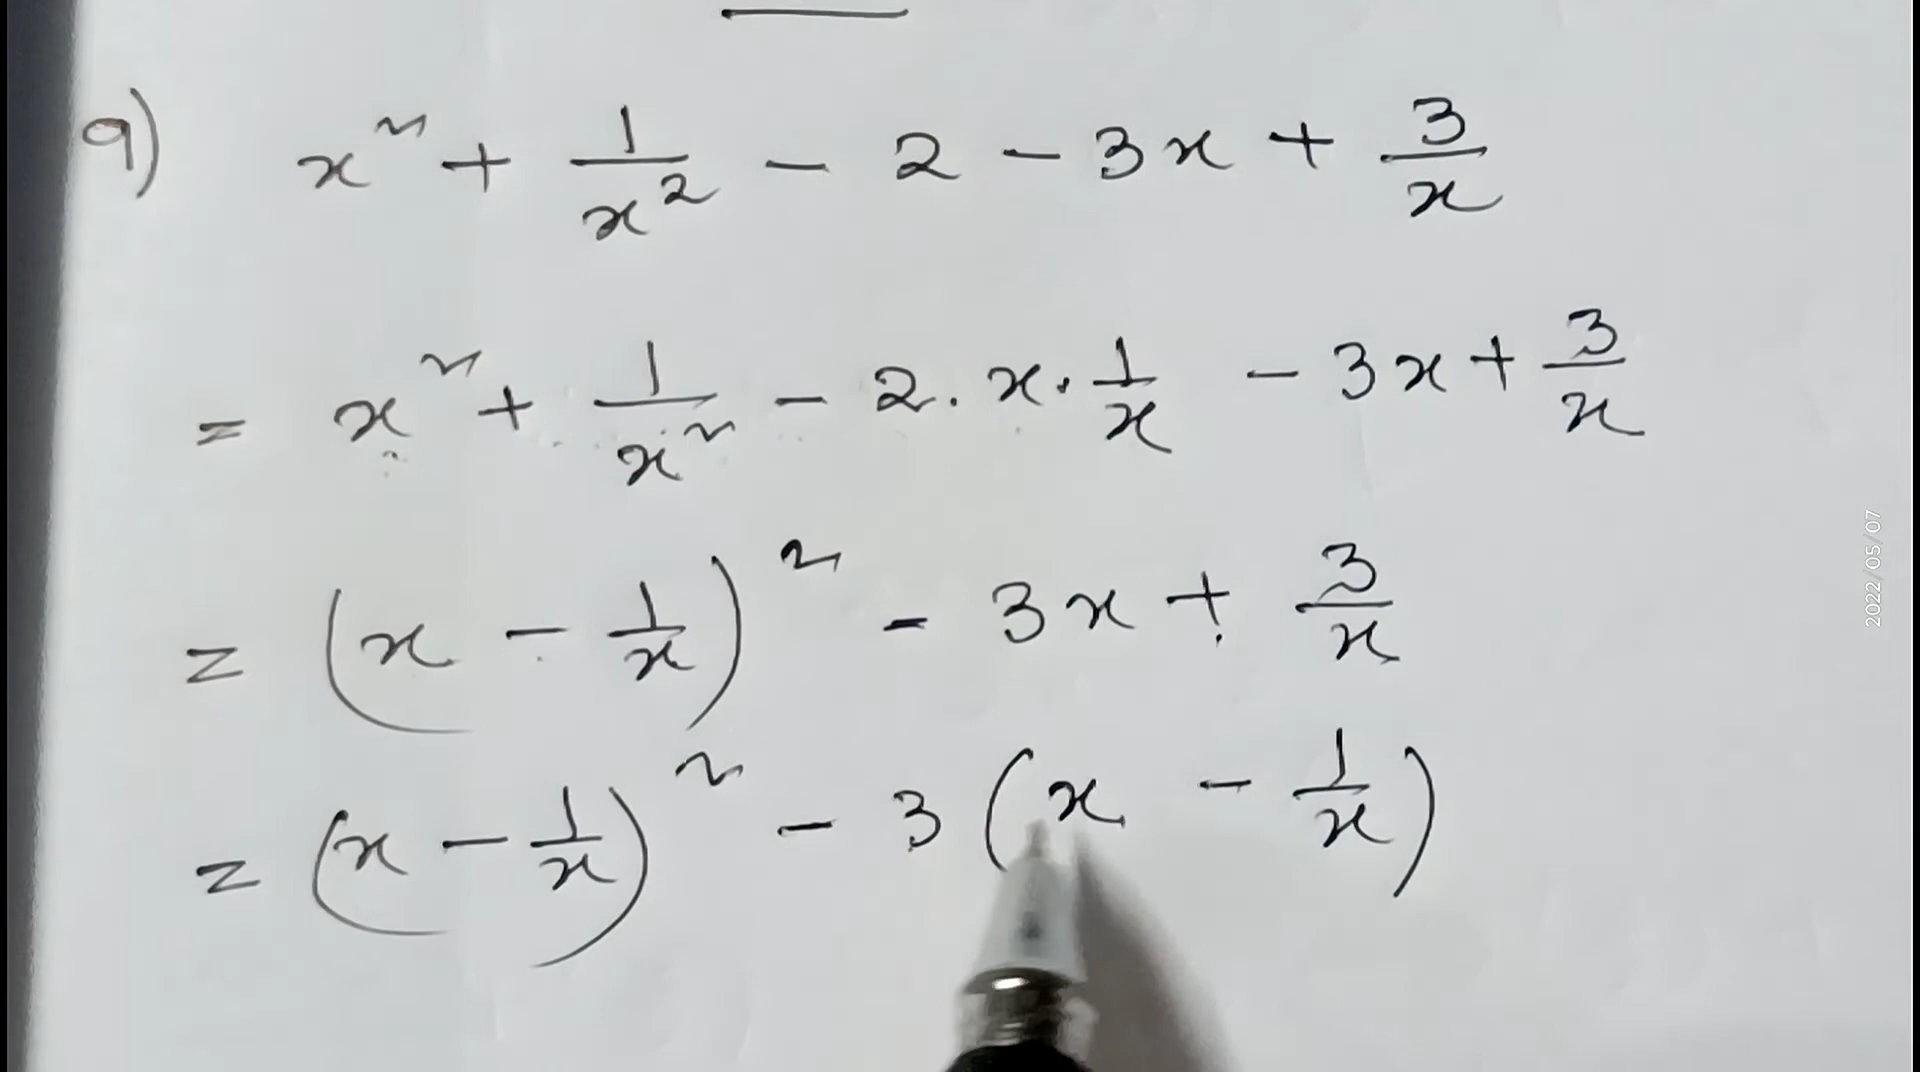 9) x² + 1/x² - 2 - 3x + 3/x
= x² + 1/x² - 2 . x . 1/x - 3x + 3/x
= (x - 1/x)² - 3x + 3/x
= (x - 1/x)² - 3 (x - 1/x)
2022/05/07